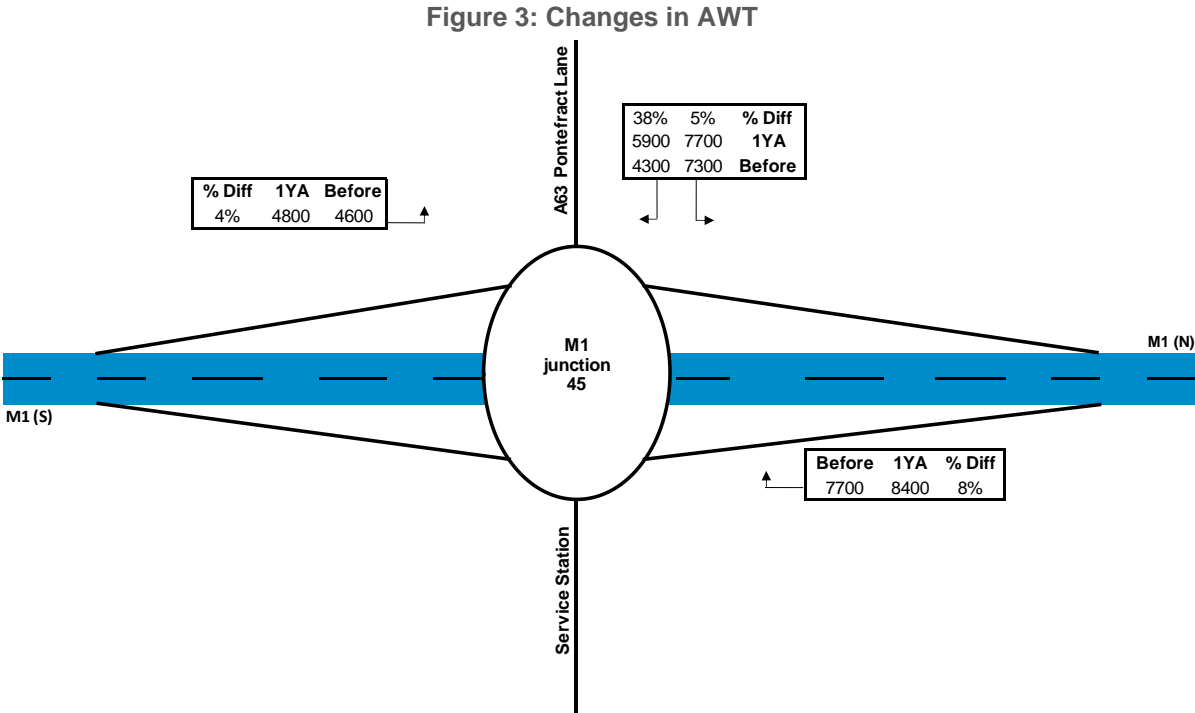 Figure 3: Changes in AWT
A63 Pontefract Lane
38% 5% % Diff
5900 7700 1YA
4300 7300 Before
% Diff 1YA Before
4% 4800 4600
M1
junction
45
M1 (N)
M1 (S)
Before 1YA % Diff
7700 8400 8%
Service Station